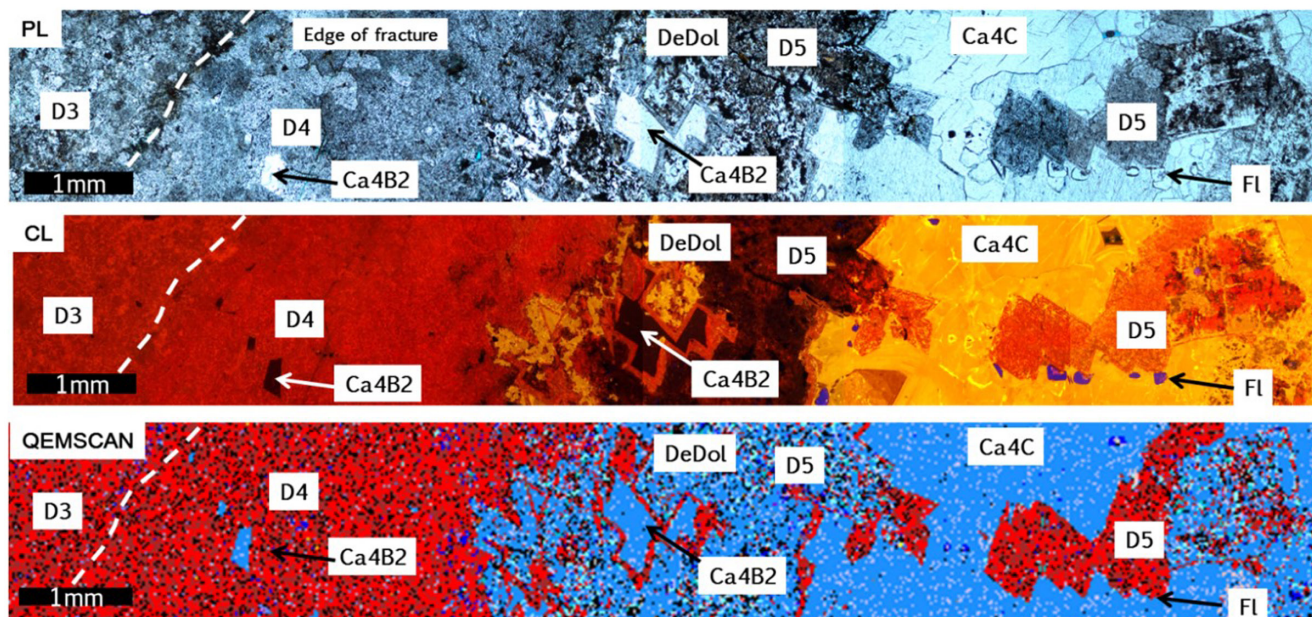 PL
Edge of fracture
DeDol
D5
Ca4C
D3
D4
D5
Ca4B2
Ca4B2
1mm
Fl
CL
DeDol
D5
Ca4C
D3
D4
D5
Ca4B2
Ca4B2
1mm
Fl
QEMSCAN
DeDol
D5
Ca4C
D3
D4
D5
Ca4B2
Ca4B2
1mm
Fl